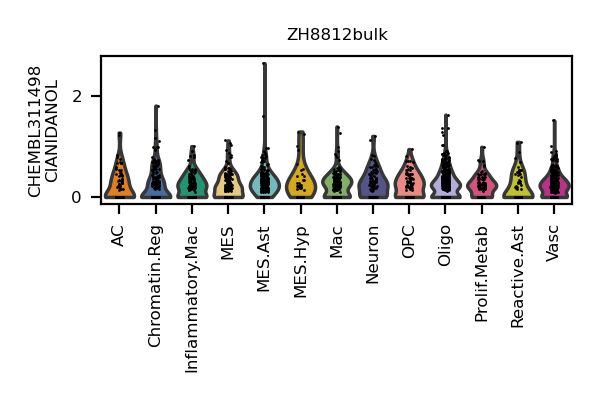 ZH8812bulk
CHEMBL311498
CIANIDANOL
2
0
AC
Chromatin.Reg
Inflammatory.Mac
MES
MES.Ast
MES.Hyp
Mac
Neuron
OPC
Oligo
Prolif.Metab
Reactive.Ast
Vasc